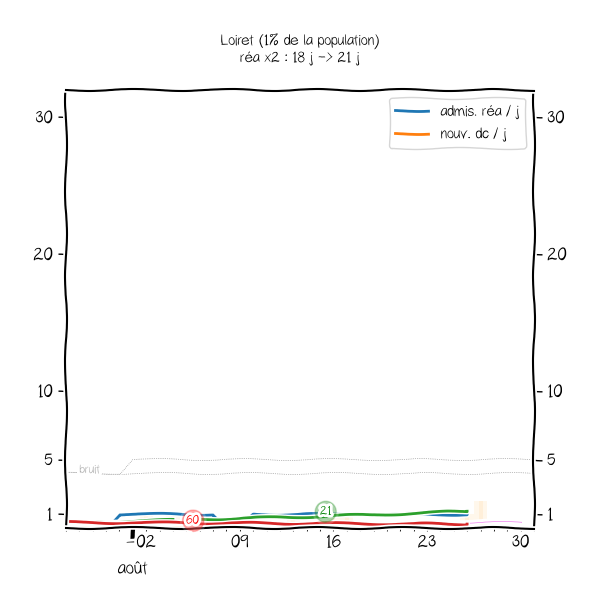 Loiret (1% de la population)
réa x2 : 18 j -> 21 j
admis. réa / j
nouv. dc / j
30
30
20
20
10
10
5
5
bruit
1
1
60
21
02
09
16
23
30
août